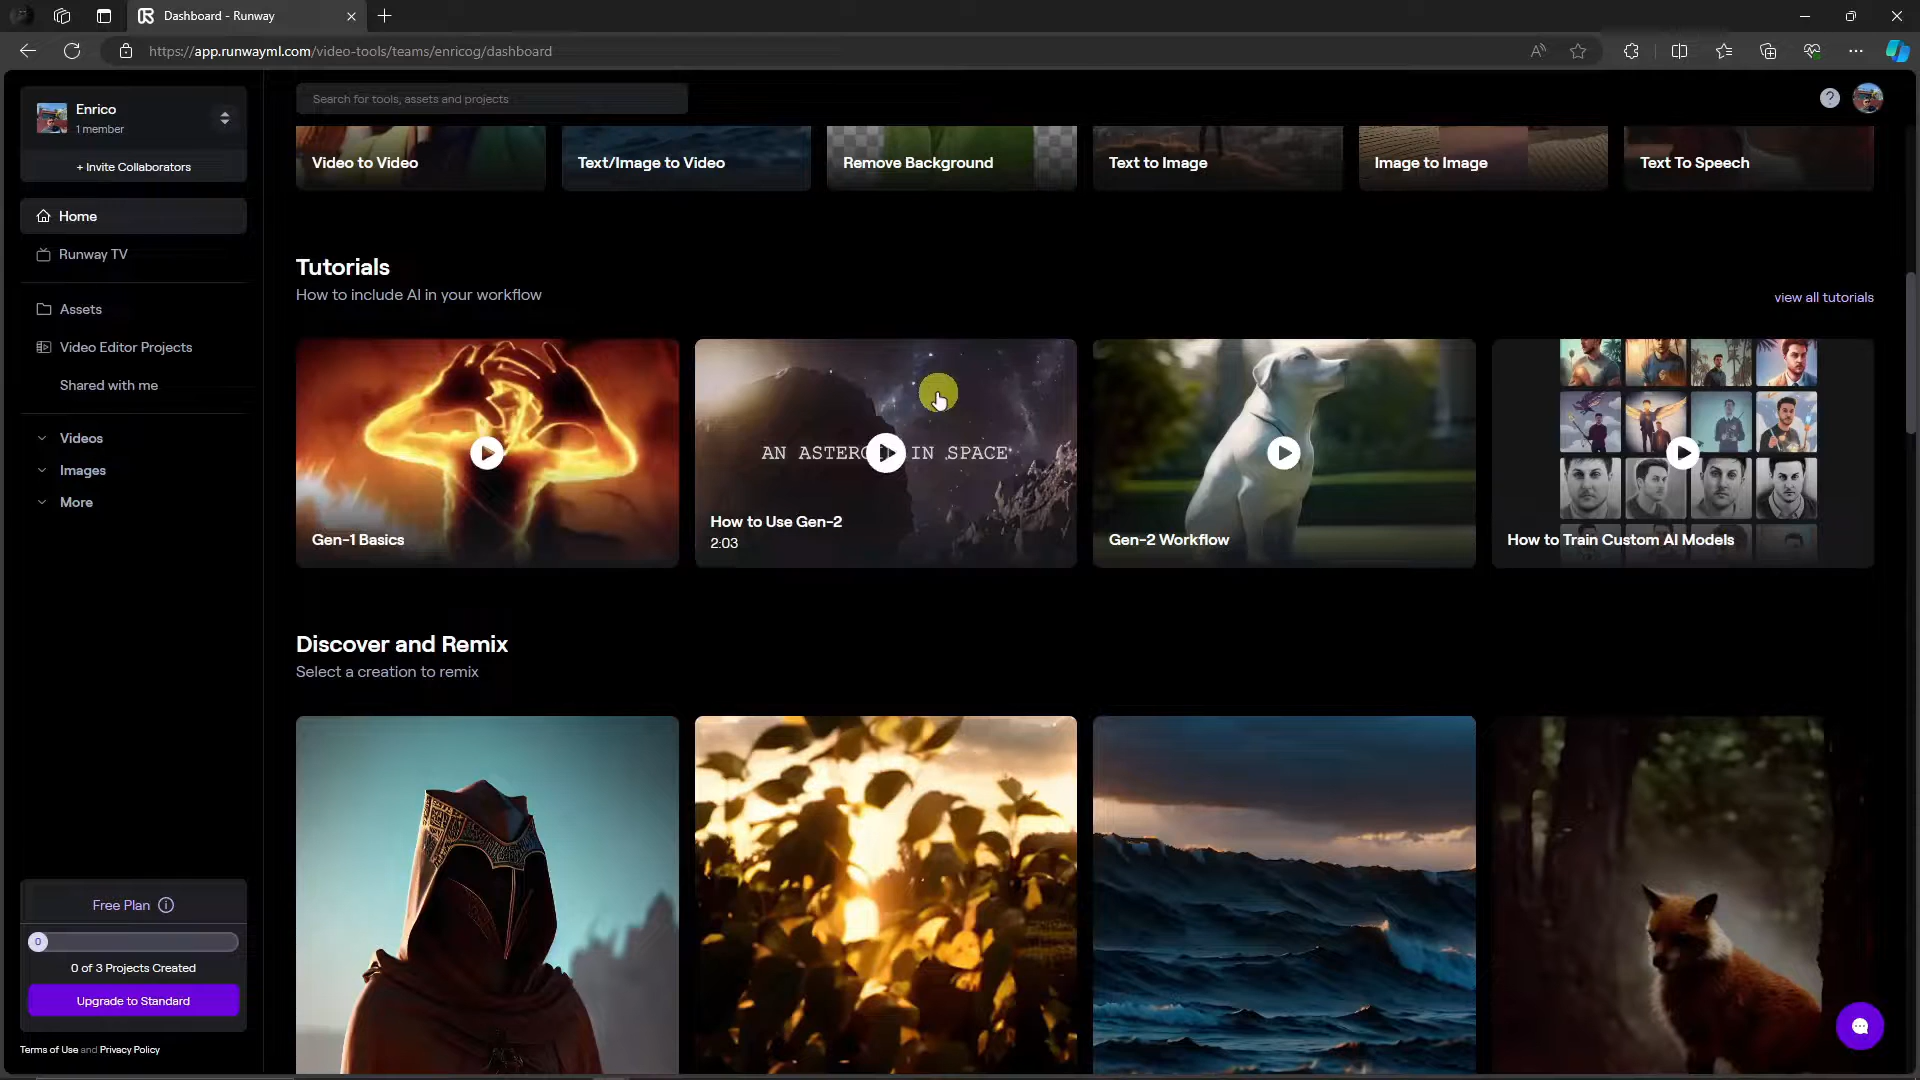 Dashboard - Runway
https://app.runwayml.com/video-tools/teams/enricog/dashboard
Enrico
1 member
+ Invite Collaborators
Home
Runway TV
Assets
Video Editor Projects
Shared with me
Videos
Images
More
Free Plan
0
0 of 3 Projects Created
Upgrade to Standard
Terms of Use and Privacy Policy
Search for tools, assets and projects
?
Video to Video
Text/Image to Video
Remove Background
Text to Image
Image to Image
Text To Speech
Tutorials
How to include AI in your workflow
view all tutorials
Gen-1 Basics
AN ASTEROID IN SPACE
How to Use Gen-2
2:03
Gen-2 Workflow
How to Train Custom AI Models
Discover and Remix
Select a creation to remix